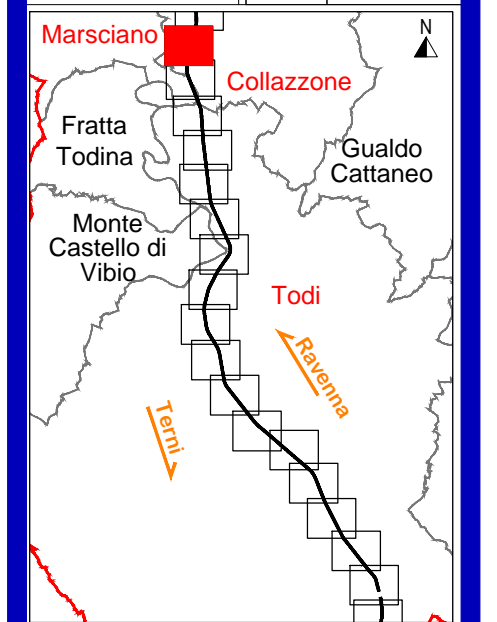 N
Marsciano
Collazzone
Fratta
Todina
Gualdo
Cattaneo
Monte
Castello di
Vibio
Todi
Ravenna
Terni